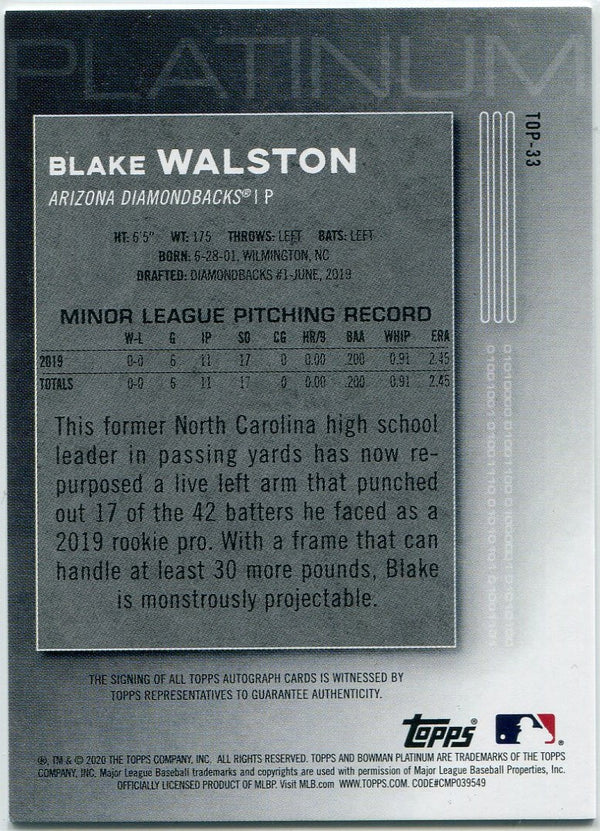 PLATINUM
TOP-33
BLAKE WALSTON
ARIZONA DIAMONDBACKS® | P
HT: 6'5" WT: 175 THROWS: LEFT BATS: LEFT
BORN: 6-28-01, WILMINGTON, NC
DRAFTED: DIAMONDBACKS #1-JUNE, 2019
MINOR LEAGUE PITCHING RECORD
W-L G IP SO CG HR/9 BAA WHIP ERA
2019 0-0 6 11 17 0 0.00 .200 0.91 2.45
TOTALS 0-0 6 11 17 0 0.00 .200 0.91 2.45
This former North Carolina high school
leader in passing yards has now re-
purposed a live left arm that punched
out 17 of the 42 batters he faced as a
2019 rookie pro. With a frame that can
handle at least 30 more pounds, Blake
is monstrously projectable.
THE SIGNING OF ALL TOPPS AUTOGRAPH CARDS IS WITNESSED BY
TOPPS REPRESENTATIVES TO GUARANTEE AUTHENTICITY.
topps®
®, TM & © 2020 THE TOPPS COMPANY, INC. ALL RIGHTS RESERVED. TOPPS AND BOWMAN PLATINUM ARE TRADEMARKS OF THE TOPPS
COMPANY, INC. Major League Baseball trademarks and copyrights are used with permission of Major League Baseball Properties, Inc.
OFFICIALLY LICENSED PRODUCT OF MLBP. Visit MLB.com WWW.TOPPS.COM. CODE#CMP039549